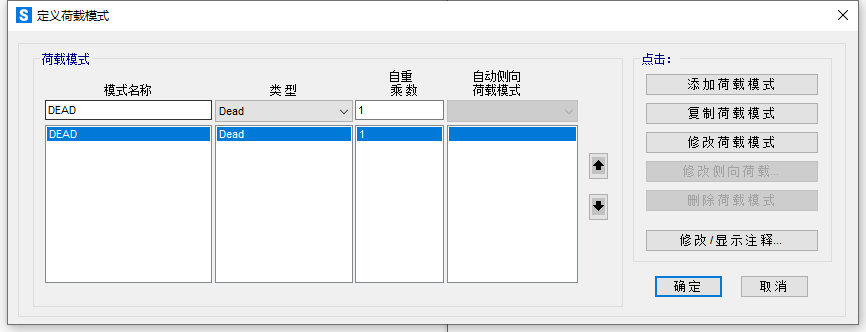 S 定义荷载模式
荷载模式
点击：
模式名称
类型
自重
乘数
自动侧向
荷载模式
DEAD
Dead
1
DEAD
Dead
1
添加荷载模式
复制荷载模式
修改荷载模式
修改侧向荷载...
删除荷载模式
修改/显示注释...
确定
取消